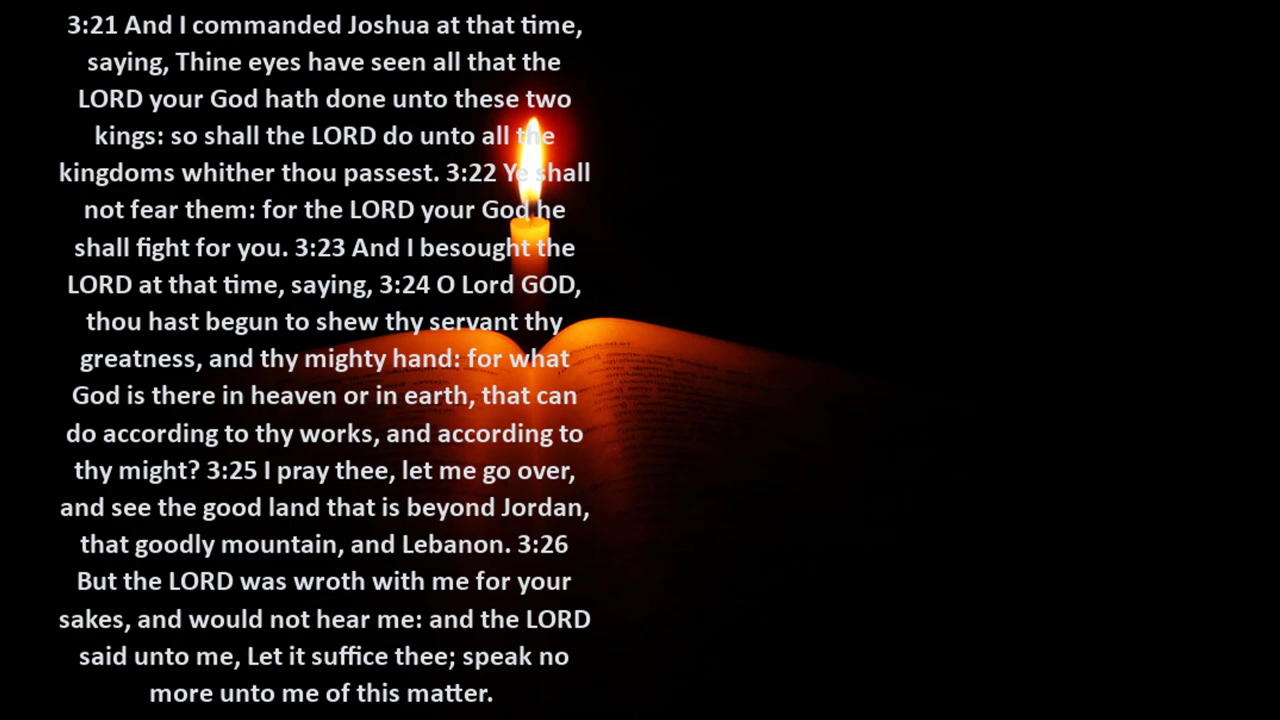 3:21 And I commanded Joshua at that time,
saying, Thine eyes have seen all that the
LORD your God hath done unto these two
kings: so shall the LORD do unto all the
kingdoms whither thou passest. 3:22 Ye shall
not fear them: for the LORD your God he
shall fight for you. 3:23 And I besought the
LORD at that time, saying, 3:24 O Lord GOD,
thou hast begun to shew thy servant thy
greatness, and thy mighty hand: for what
God is there in heaven or in earth, that can
do according to thy works, and according to
thy might? 3:25 I pray thee, let me go over,
and see the good land that is beyond Jordan,
that goodly mountain, and Lebanon. 3:26
But the LORD was wroth with me for your
sakes, and would not hear me: and the LORD
said unto me, Let it suffice thee; speak no
more unto me of this matter.